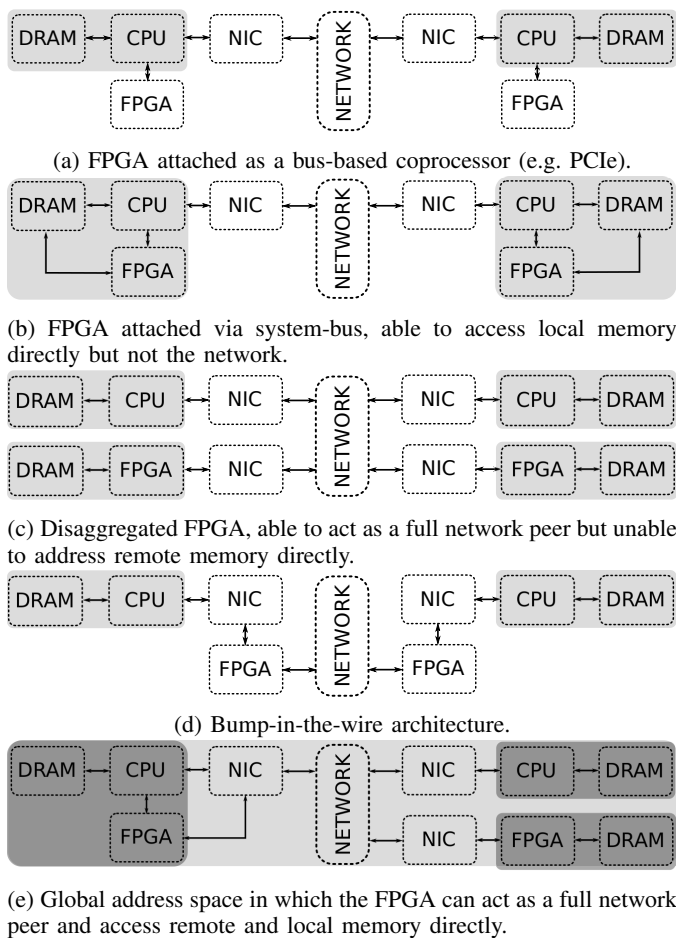 DRAM CPU NIC NETWORK NIC CPU DRAM
FPGA FPGA
(a) FPGA attached as a bus-based coprocessor (e.g. PCIe).
DRAM CPU NIC NETWORK NIC CPU DRAM
FPGA FPGA
(b) FPGA attached via system-bus, able to access local memory
directly but not the network.
DRAM CPU NIC NETWORK NIC CPU DRAM
DRAM FPGA NIC NIC FPGA DRAM
(c) Disaggregated FPGA, able to act as a full network peer but unable
to address remote memory directly.
DRAM CPU NIC NETWORK NIC CPU DRAM
FPGA FPGA
(d) Bump-in-the-wire architecture.
DRAM CPU NIC NETWORK NIC CPU DRAM
FPGA NIC FPGA DRAM
(e) Global address space in which the FPGA can act as a full network
peer and access remote and local memory directly.